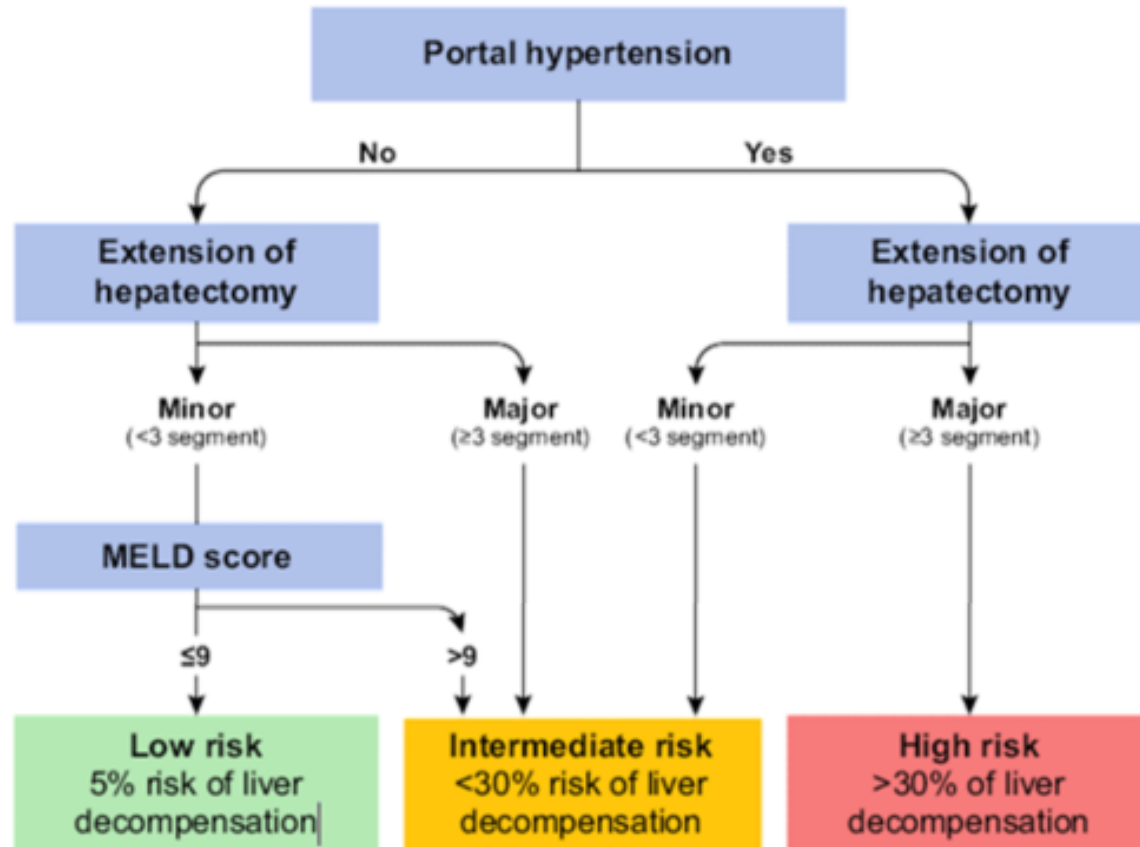 Portal hypertension
No
Yes
Extension of
hepatectomy
Extension of
hepatectomy
Minor
(<3 segment)
Major
(≥3 segment)
Minor
(<3 segment)
Major
(≥3 segment)
MELD score
≤9
>9
Low risk
5% risk of liver
decompensation
Intermediate risk
<30% risk of liver
decompensation
High risk
>30% of liver
decompensation